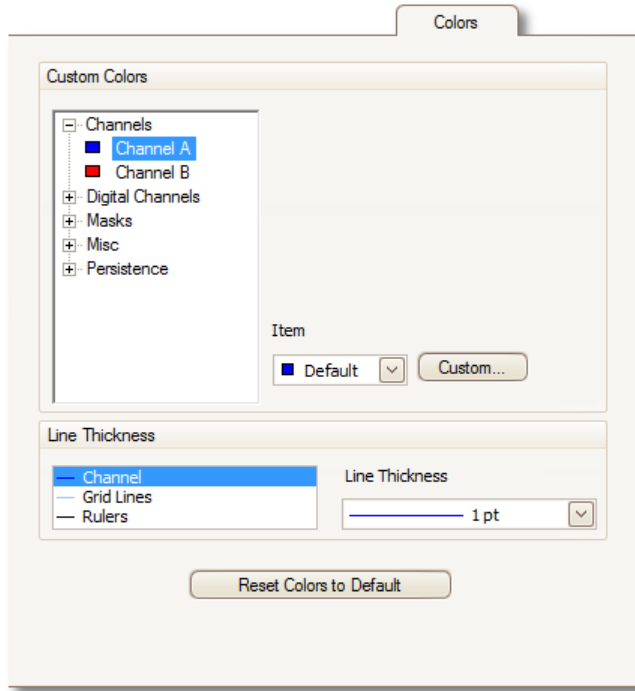 Colors
Custom Colors
Channels
Channel A
Channel B
Digital Channels
Masks
Misc
Persistence
Item
Default
Custom...
Line Thickness
Channel
Grid Lines
Rulers
Line Thickness
1 pt
Reset Colors to Default